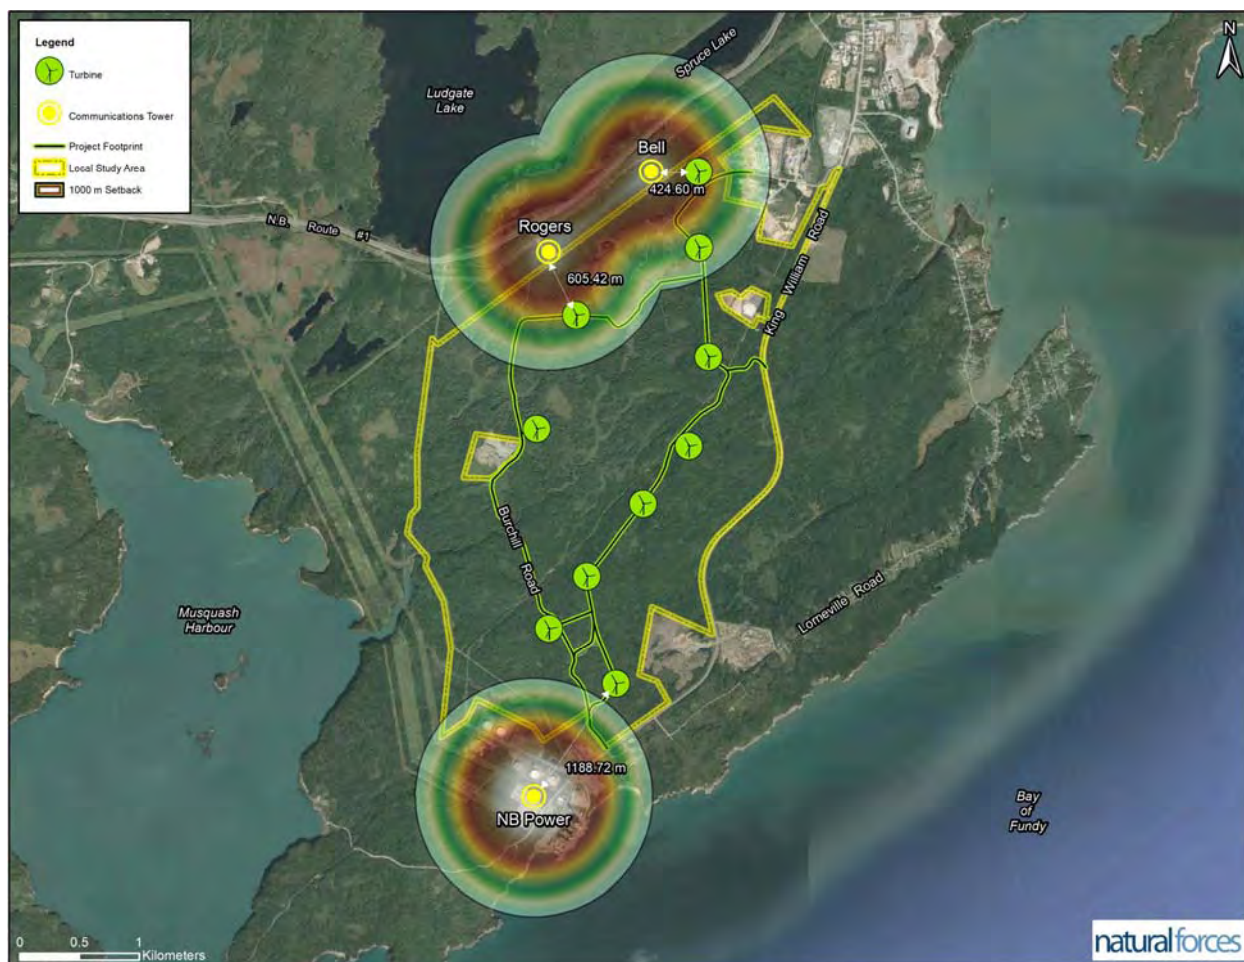 Legend
Turbine
Communications Tower
Project Footprint
Local Study Area
1000 m Setback
N
Spruce Lake
Ludgate
Lake
Bell
424.60 m
N.B. Route #1
Rogers
605.42 m
King William Road
Burchill Road
Musquash
Harbour
Lorneville Road
1188.72 m
NB Power
Bay
of
Fundy
0 0.5 1
Kilometers
naturalforces